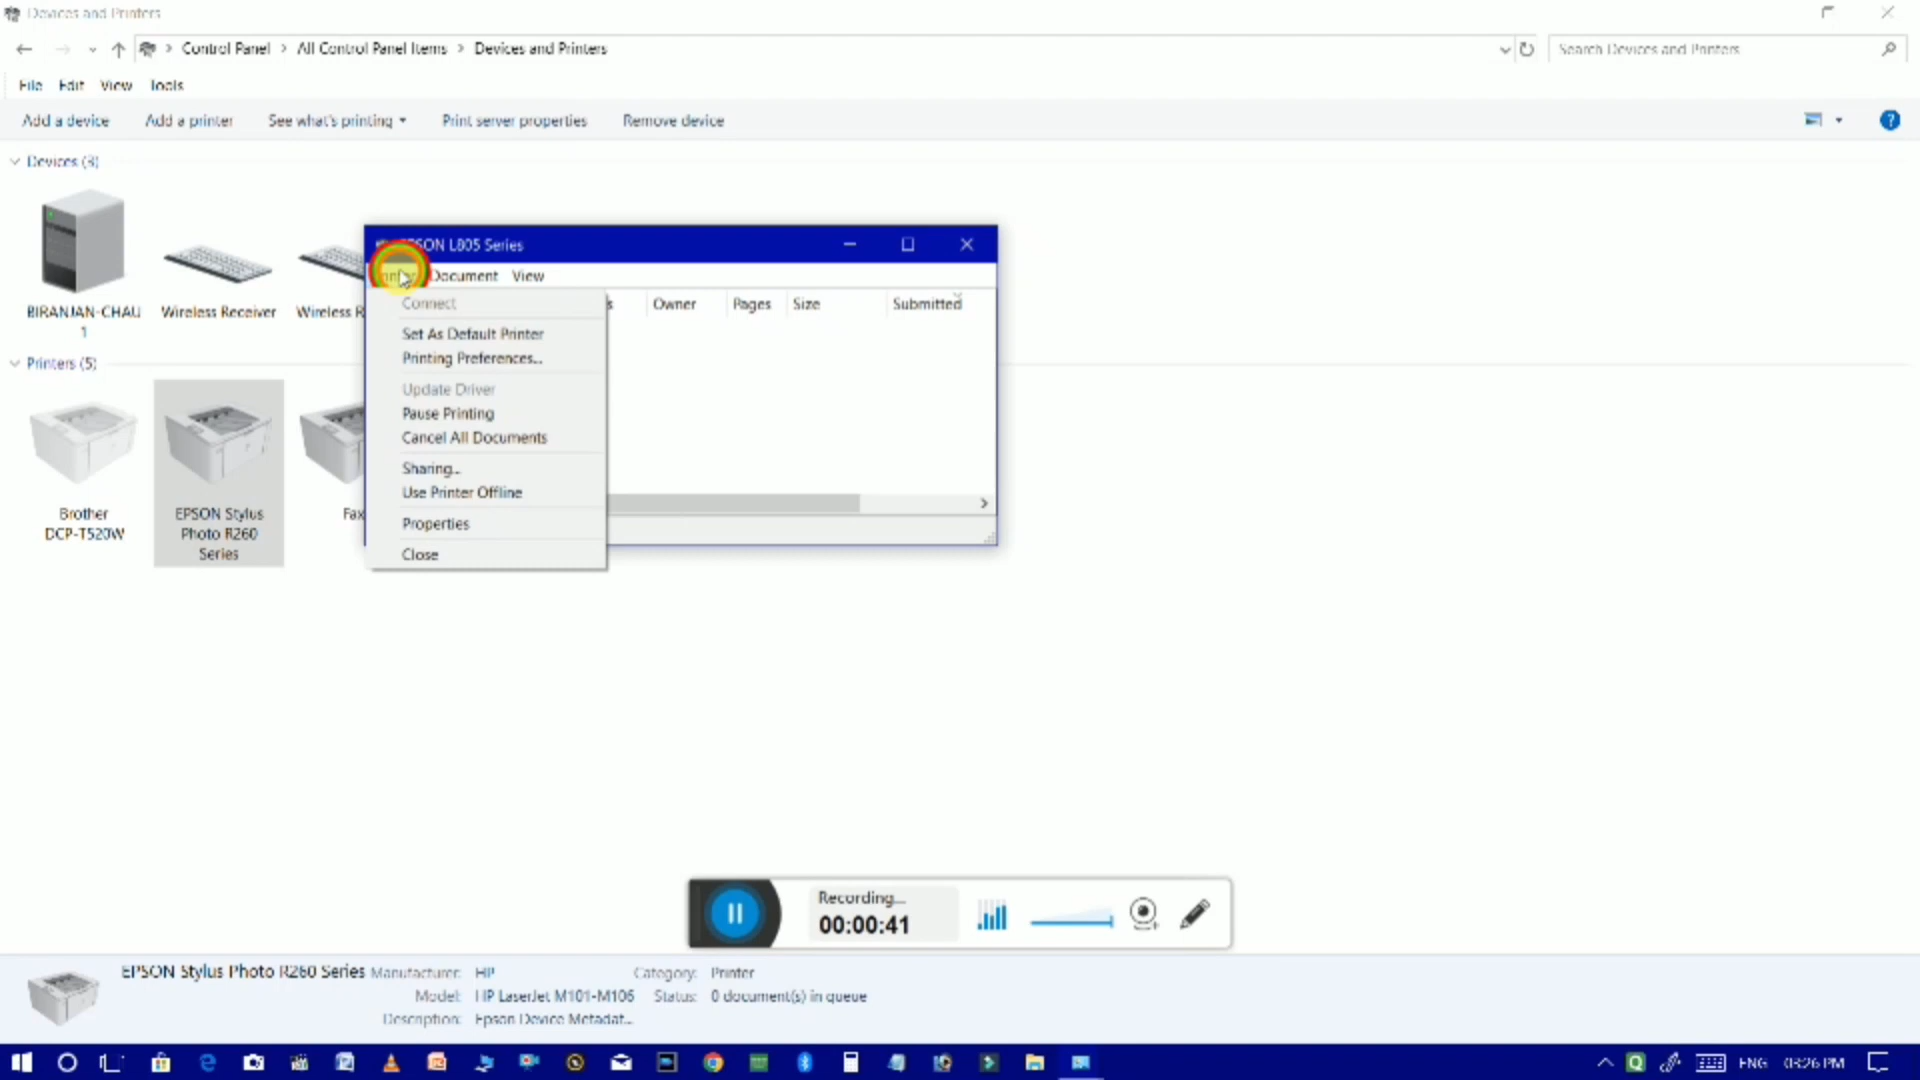 Devices and Printers
Control Panel > All Control Panel Items > Devices and Printers
Search Devices and Printers
File Edit View Tools
Add a device Add a printer See what's printing Print server properties Remove device
Devices (3)
BIRANJAN-CHAU
1
Wireless Receiver
Wireless R
Printers (5)
Brother
DCP-T520W
EPSON Stylus
Photo R260
Series
Fax
EPSON L805 Series
Document View
Connect
Set As Default Printer
Printing Preferences...
Update Driver
Pause Printing
Cancel All Documents
Sharing...
Use Printer Offline
Properties
Close
s Owner Pages Size Submitted
Recording...
00:00:41
EPSON Stylus Photo R260 Series
Manufacturer: HP
Model: HP LaserJet M101-M106
Description: Epson Device Metadat...
Category: Printer
Status: 0 document(s) in queue
ENG 03:26 PM